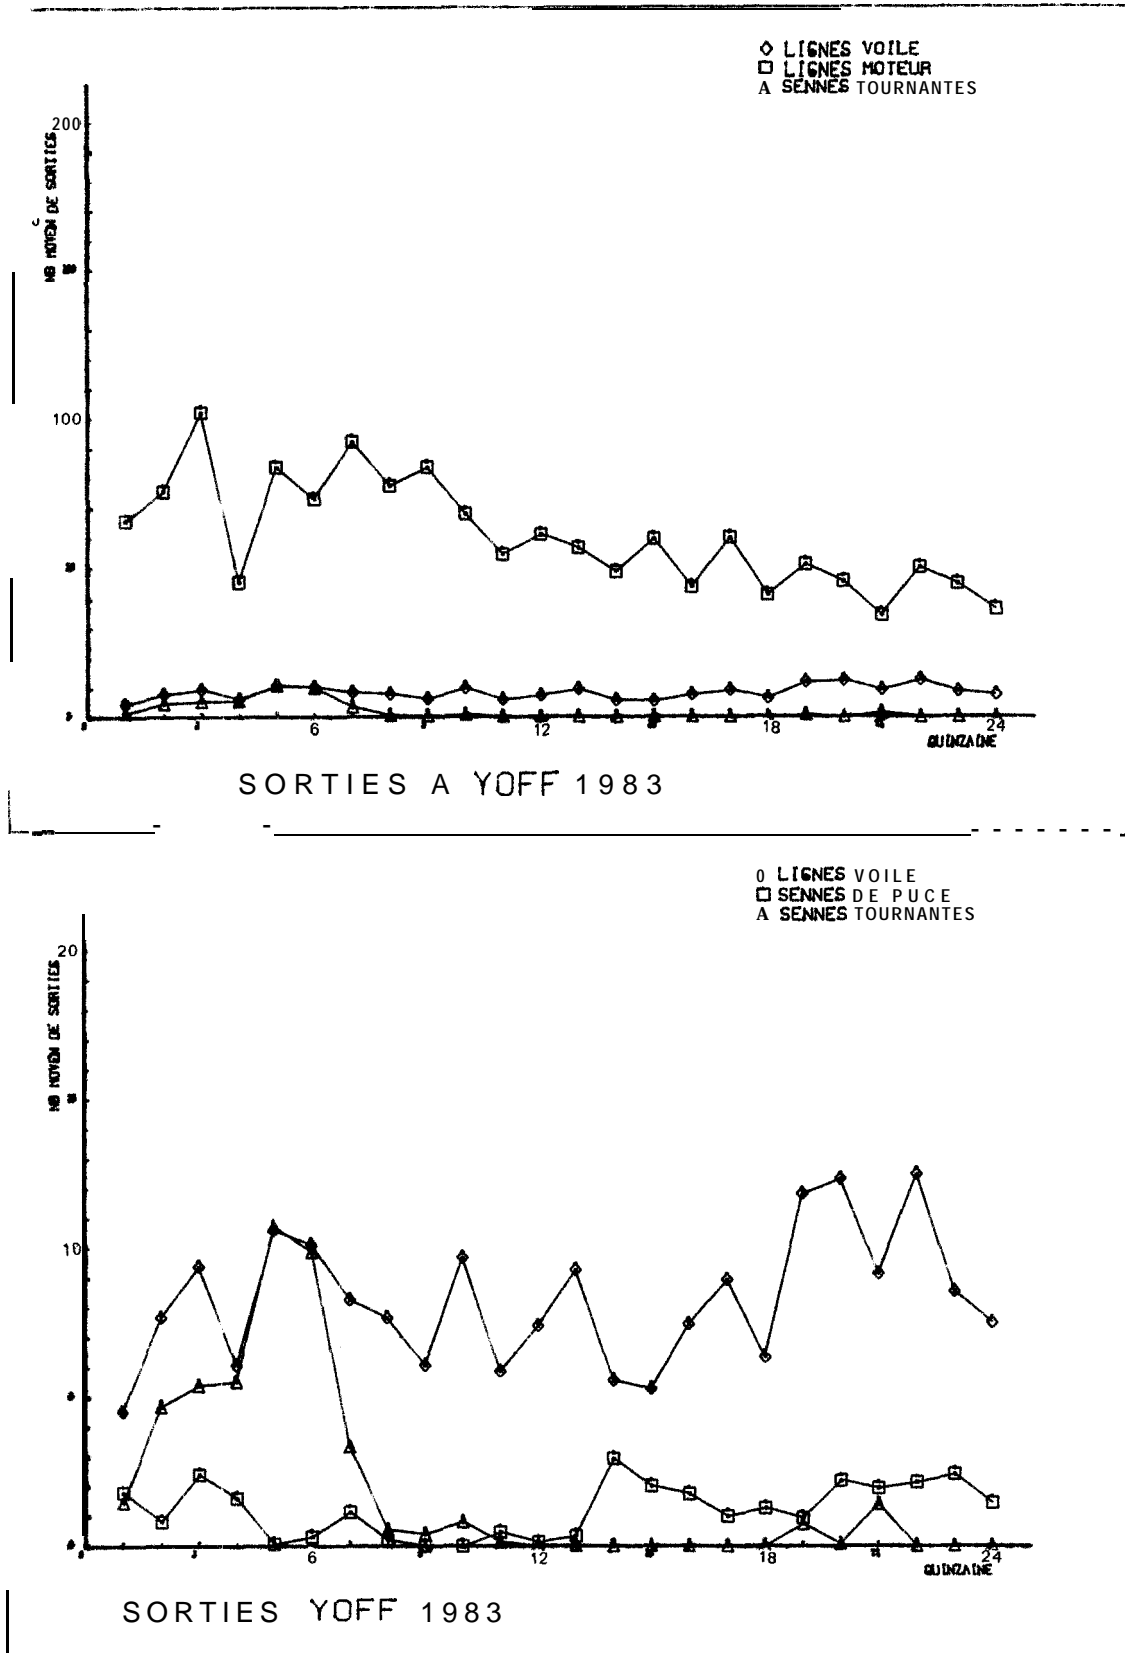 ◇ LIGNES VOILE
□ LIGNES MOTEUR
A SENNES TOURNANTES
200
NB MOYEN DE SORTIES
100
6
12
18
24
QUINZAINE
SORTIES A YOFF 1983
0 LIGNES VOILE
□ SENNES DE PUCE
A SENNES TOURNANTES
20
NB MOYEN DE SORTIES
10
6
12
18
24
QUINZAINE
SORTIES YOFF 1983